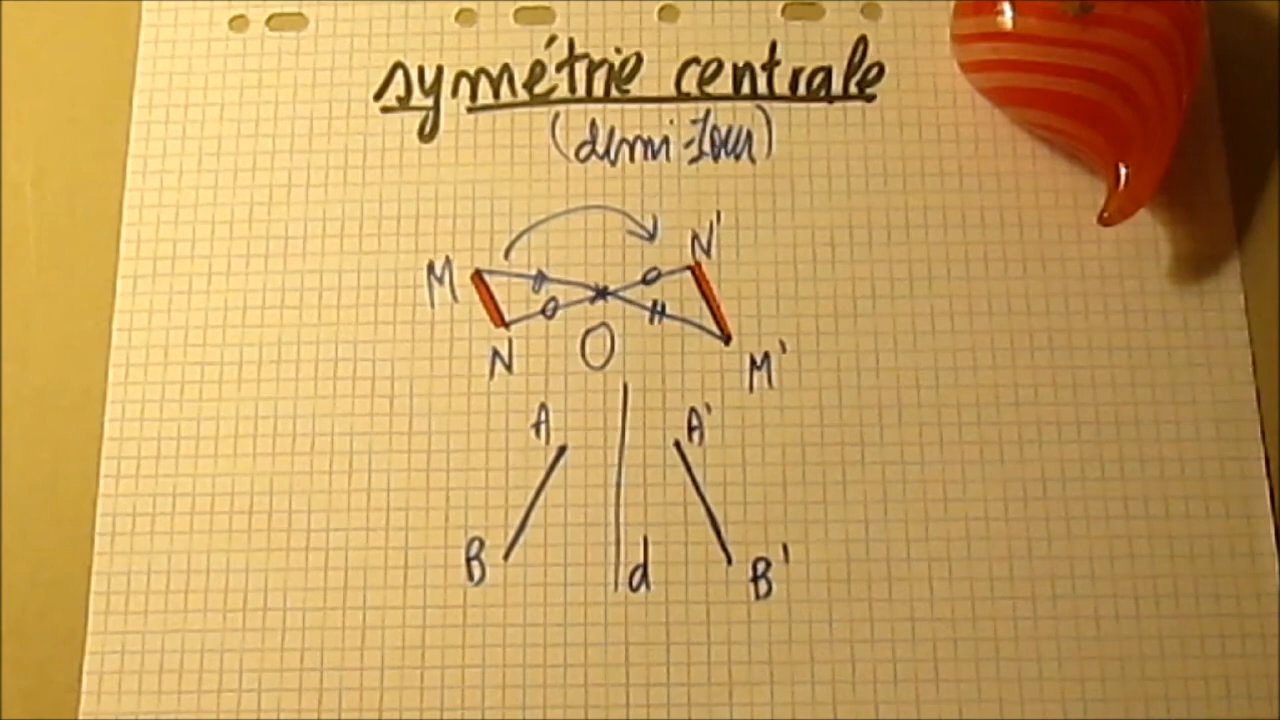 symétrie centrale
(demi-tour)
M
N'
N
O
M'
A
A'
B
d
B'